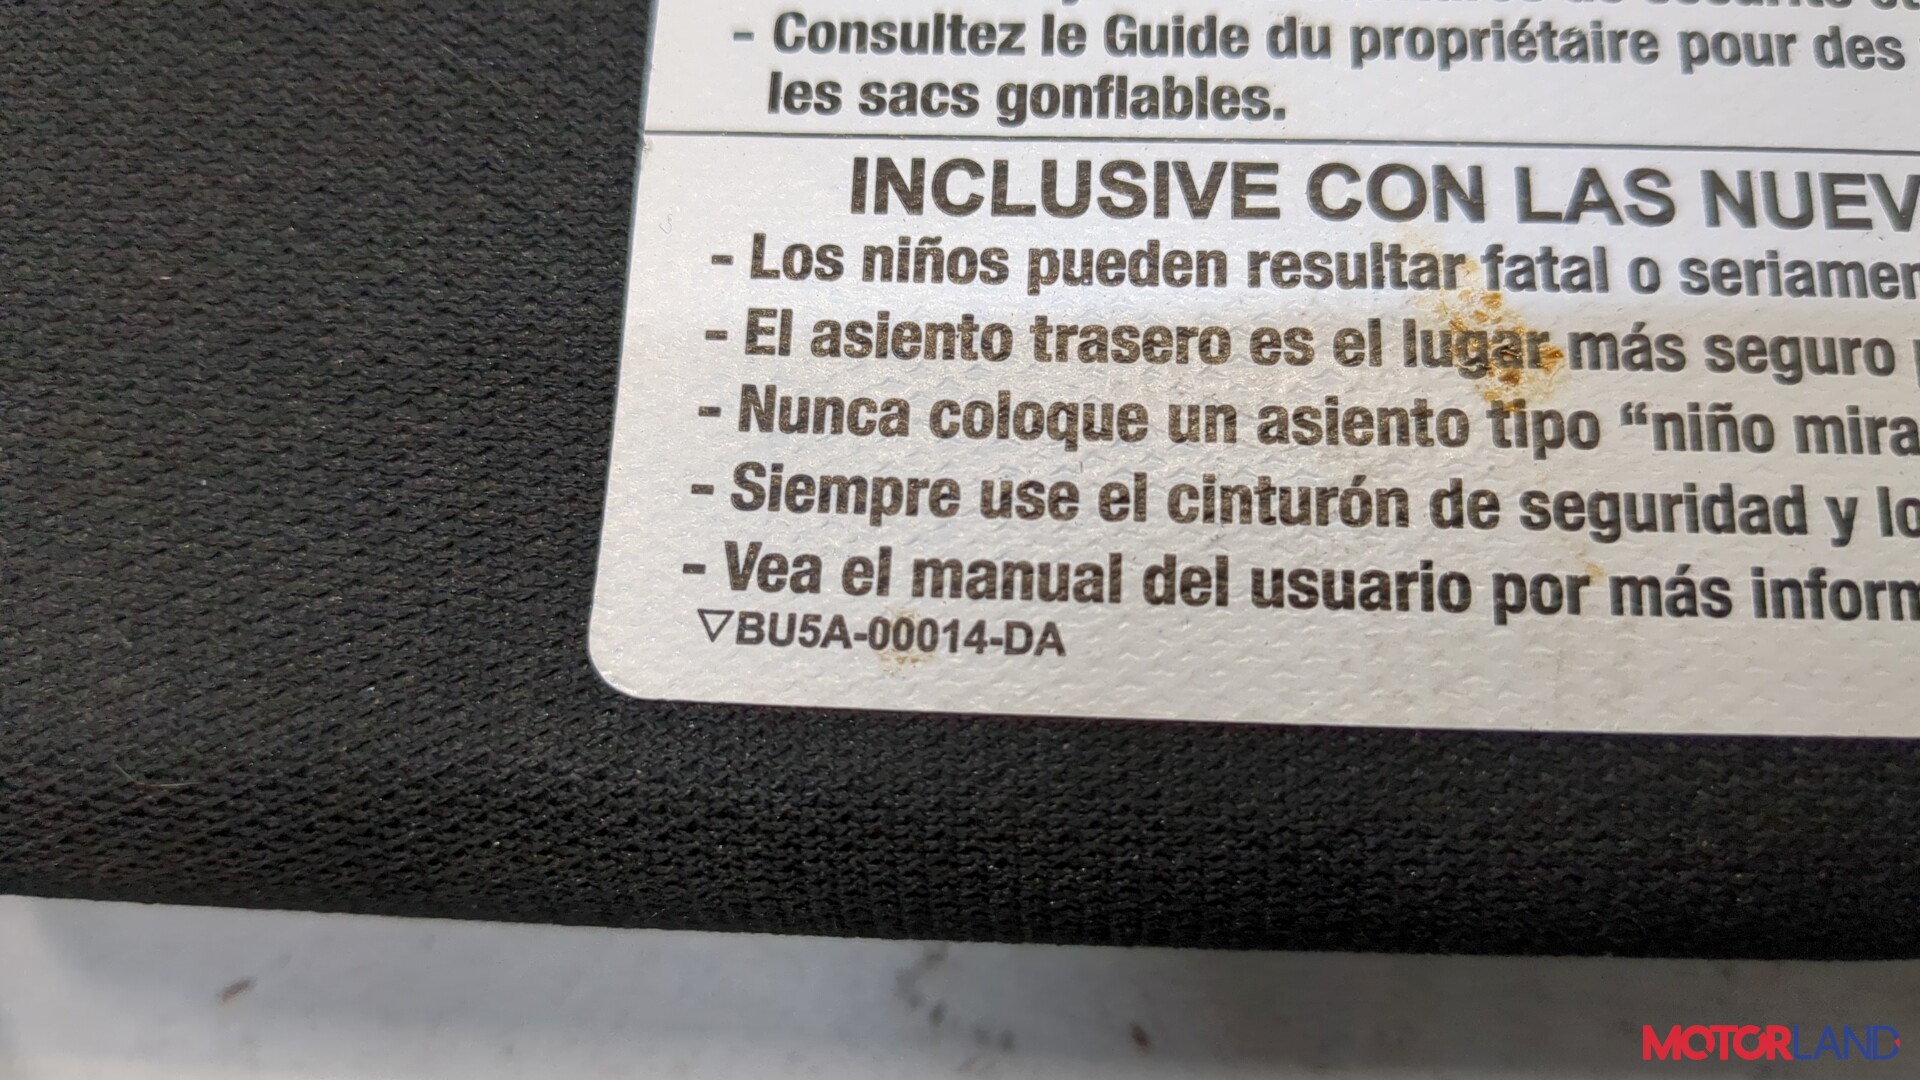 - Consultez le Guide du propriétaire pour des
les sacs gonflables.
INCLUSIVE CON LAS NUEV
- Los niños pueden resultar fatal o seriamen
- El asiento trasero es el lugar más seguro
- Nunca coloque un asiento tipo “niño mira
- Siempre use el cinturón de seguridad y lo
- Vea el manual del usuario por más inform
▽BU5A-00014-DA
MOTORLAND